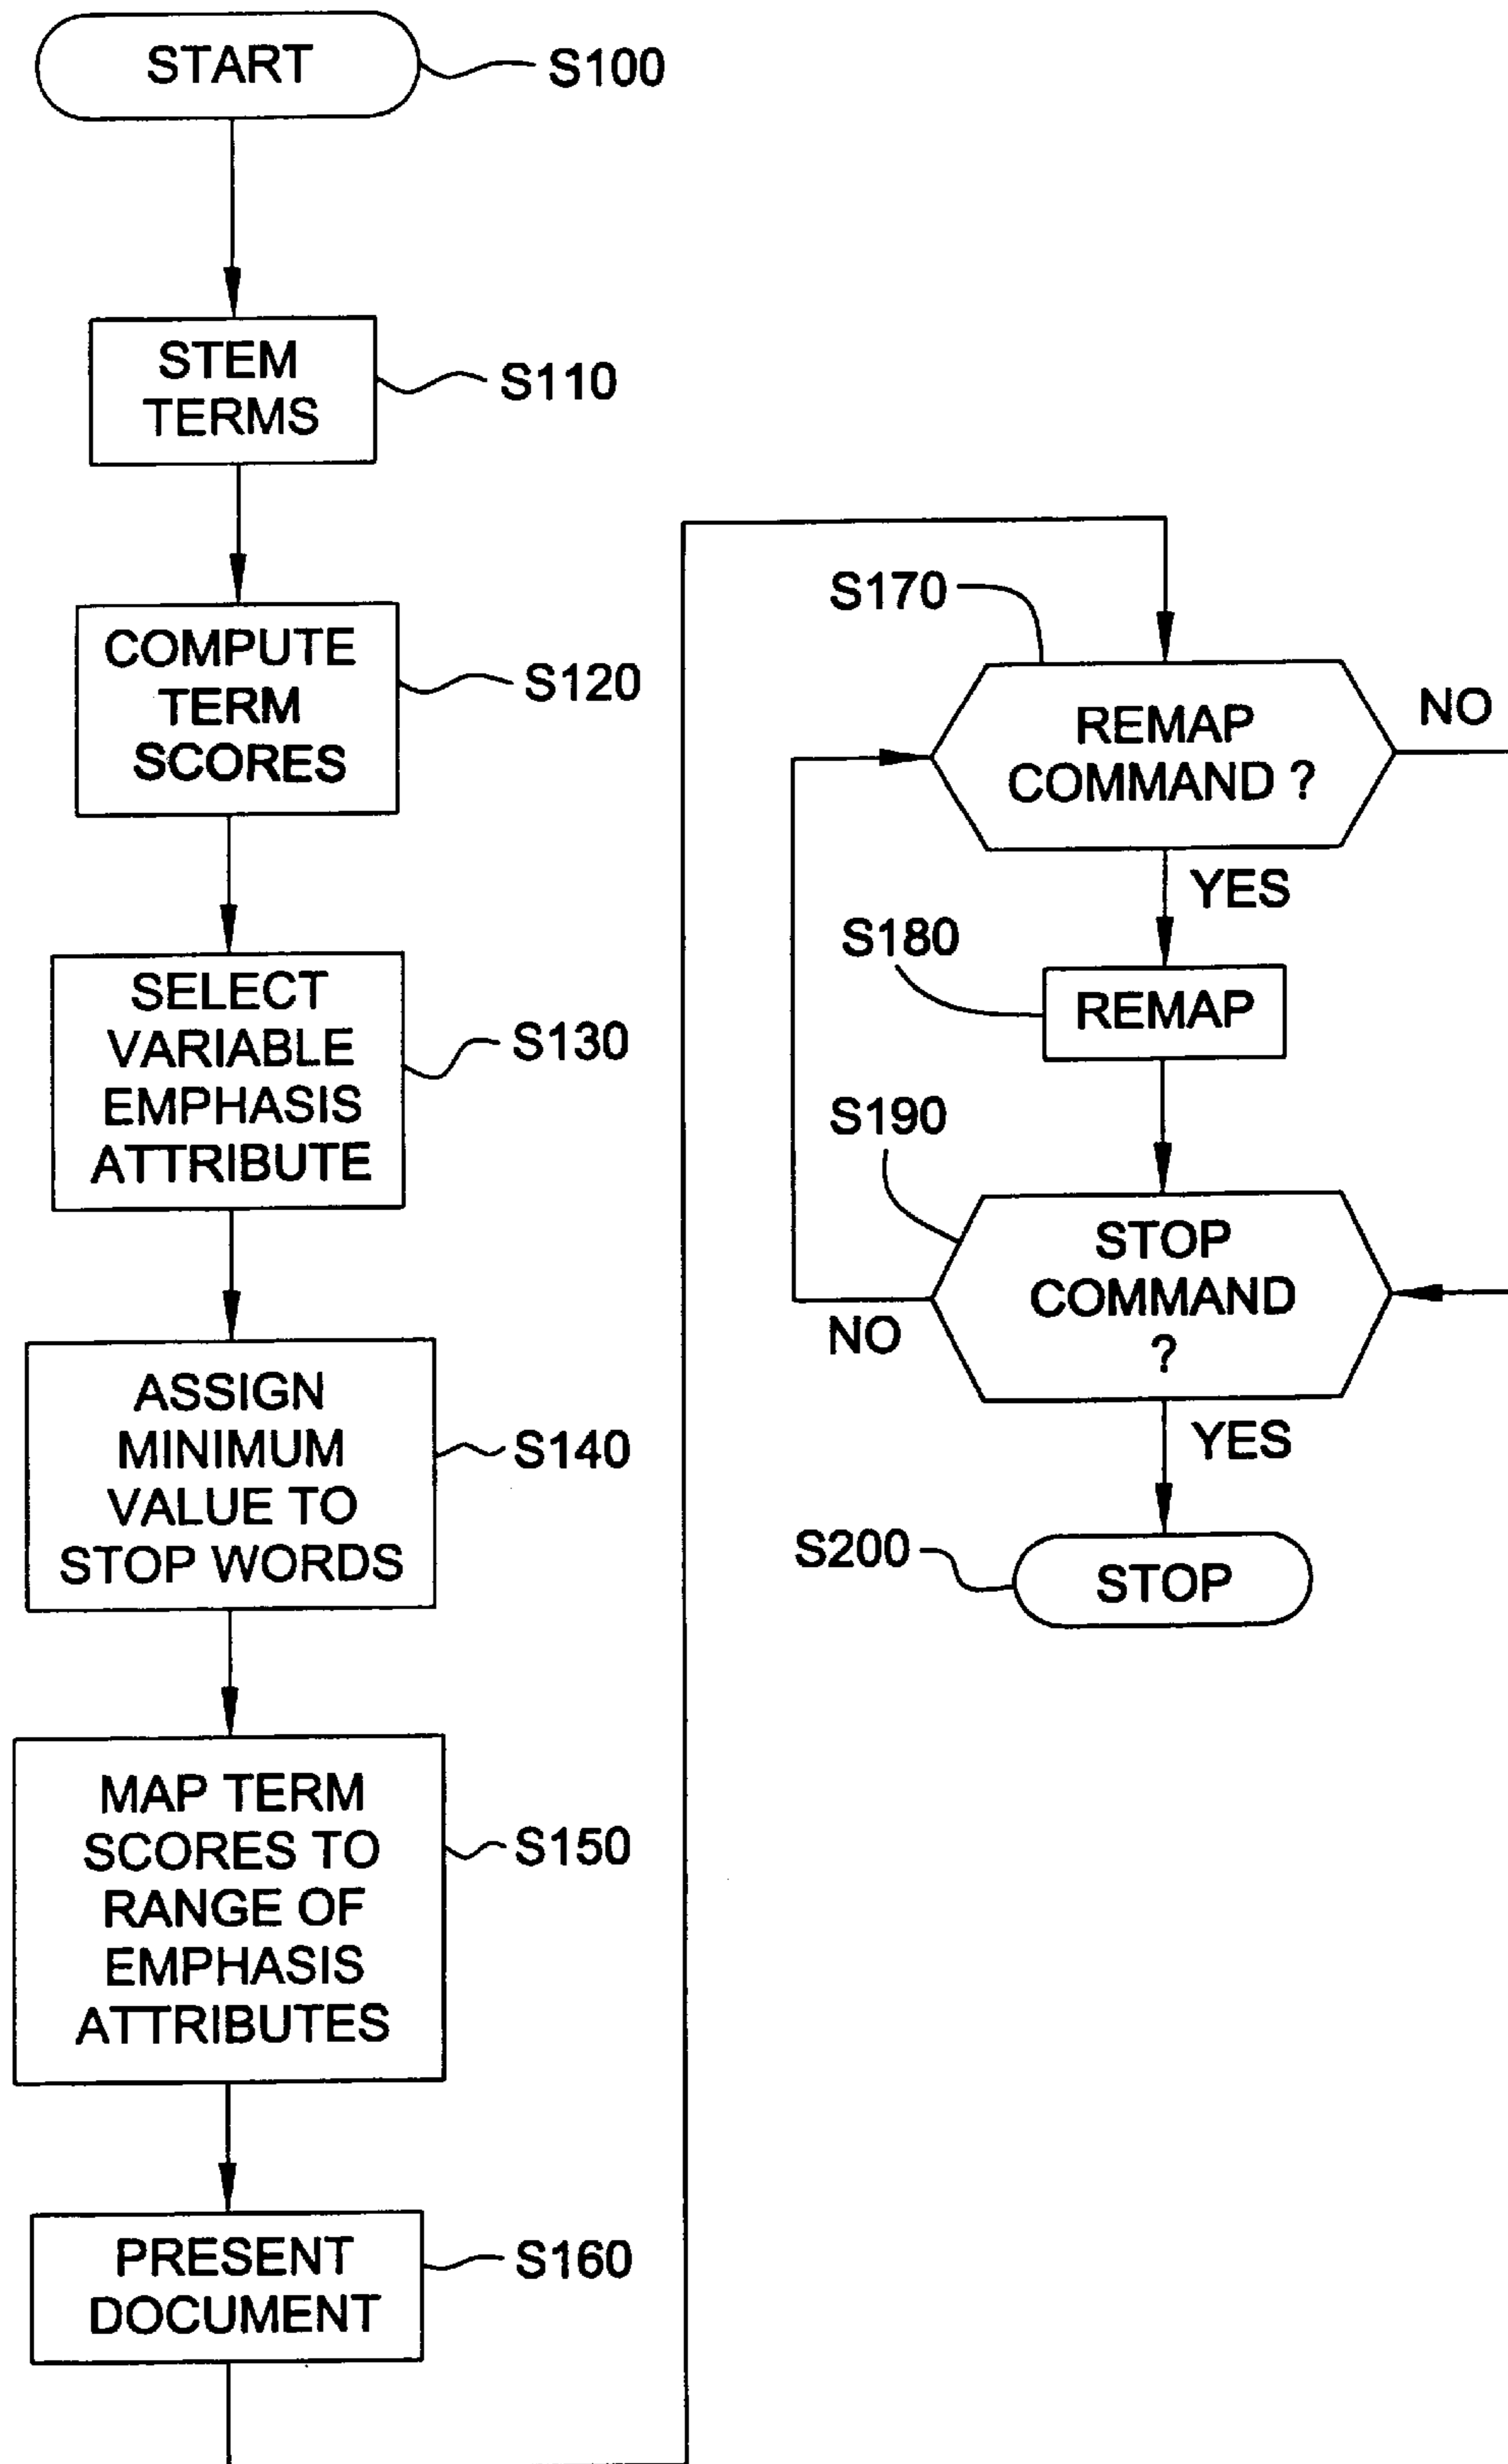 START
S100
STEM
TERMS
S110
COMPUTE
TERM
SCORES
S120
SELECT
VARIABLE
EMPHASIS
ATTRIBUTE
S130
ASSIGN
MINIMUM
VALUE TO
STOP WORDS
S140
MAP TERM
SCORES TO
RANGE OF
EMPHASIS
ATTRIBUTES
S150
PRESENT
DOCUMENT
S160
S170
REMAP
COMMAND ?
NO
YES
S180
REMAP
S190
STOP
COMMAND
?
NO
YES
S200
STOP